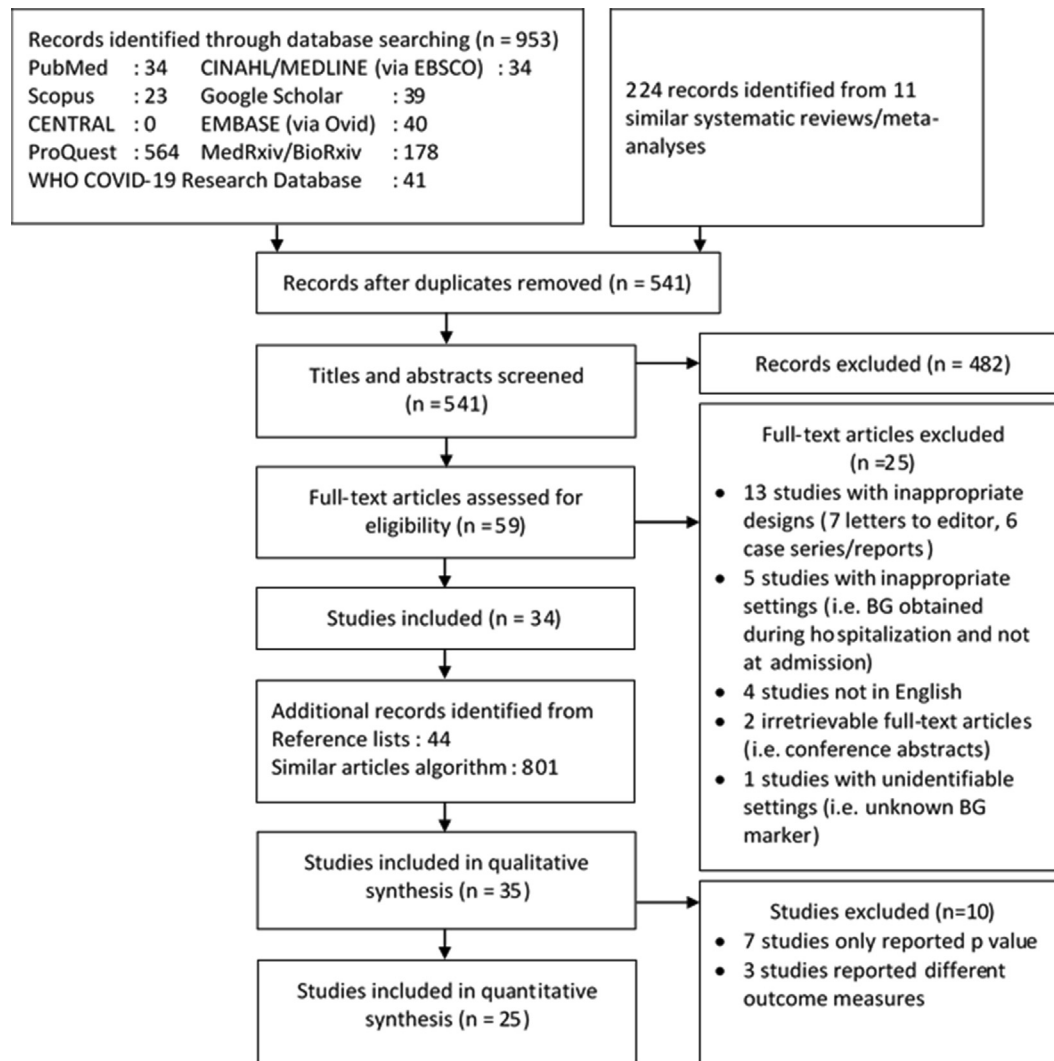 Records identified through database searching (n = 953)
PubMed : 34 CINAHL/MEDLINE (via EBSCO) : 34
Scopus : 23 Google Scholar : 39
CENTRAL : 0 EMBASE (via Ovid) : 40
ProQuest : 564 MedRxiv/BioRxiv : 178
WHO COVID-19 Research Database : 41
224 records identified from 11
similar systematic reviews/meta-
analyses
Records after duplicates removed (n = 541)
Titles and abstracts screened
(n =541)
Records excluded (n = 482)
Full-text articles assessed for
eligibility (n = 59)
Full-text articles excluded
(n =25)
• 13 studies with inappropriate
designs (7 letters to editor, 6
case series/reports)
• 5 studies with inappropriate
settings (i.e. BG obtained
during hospitalization and not
at admission)
• 4 studies not in English
• 2 irretrievable full-text articles
(i.e. conference abstracts)
• 1 studies with unidentifiable
settings (i.e. unknown BG
marker)
Studies included (n = 34)
Additional records identified from
Reference lists : 44
Similar articles algorithm : 801
Studies included in qualitative
synthesis (n = 35)
Studies excluded (n=10)
• 7 studies only reported p value
• 3 studies reported different
outcome measures
Studies included in quantitative
synthesis (n = 25)